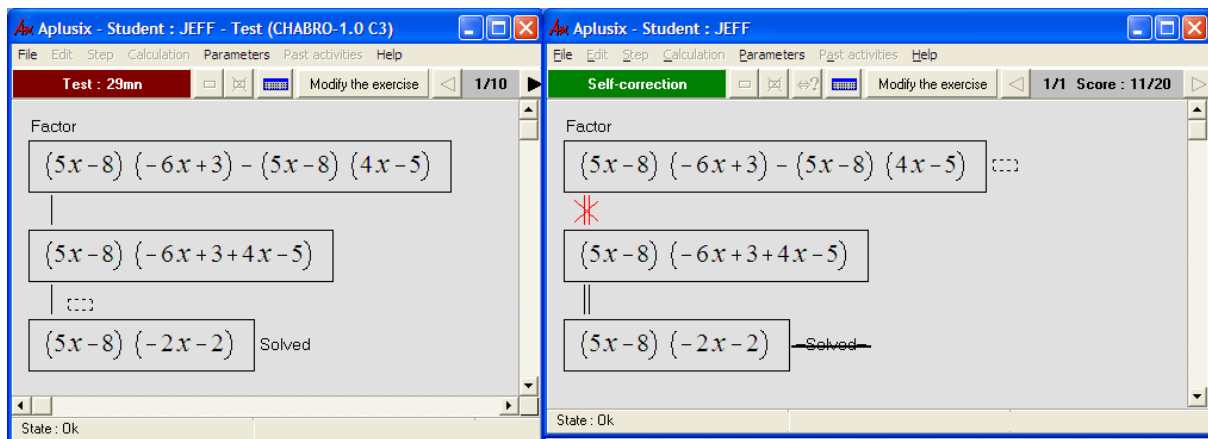 Aplusix - Student : JEFF - Test (CHABRO-1.0 C3)
File Edit Step Calculation Parameters Past activities Help
Test : 29mn Modify the exercise 1/10
Factor
(5x-8) (-6x+3) - (5x-8) (4x-5)
(5x-8) (-6x+3+4x-5)
(5x-8) (-2x-2) Solved
State : Ok
Aplusix - Student : JEFF
File Edit Step Calculation Parameters Past activities Help
Self-correction ⇔? Modify the exercise 1/1 Score : 11/20
Factor
(5x-8) (-6x+3) - (5x-8) (4x-5)
(5x-8) (-6x+3+4x-5)
(5x-8) (-2x-2) Solved
State : Ok